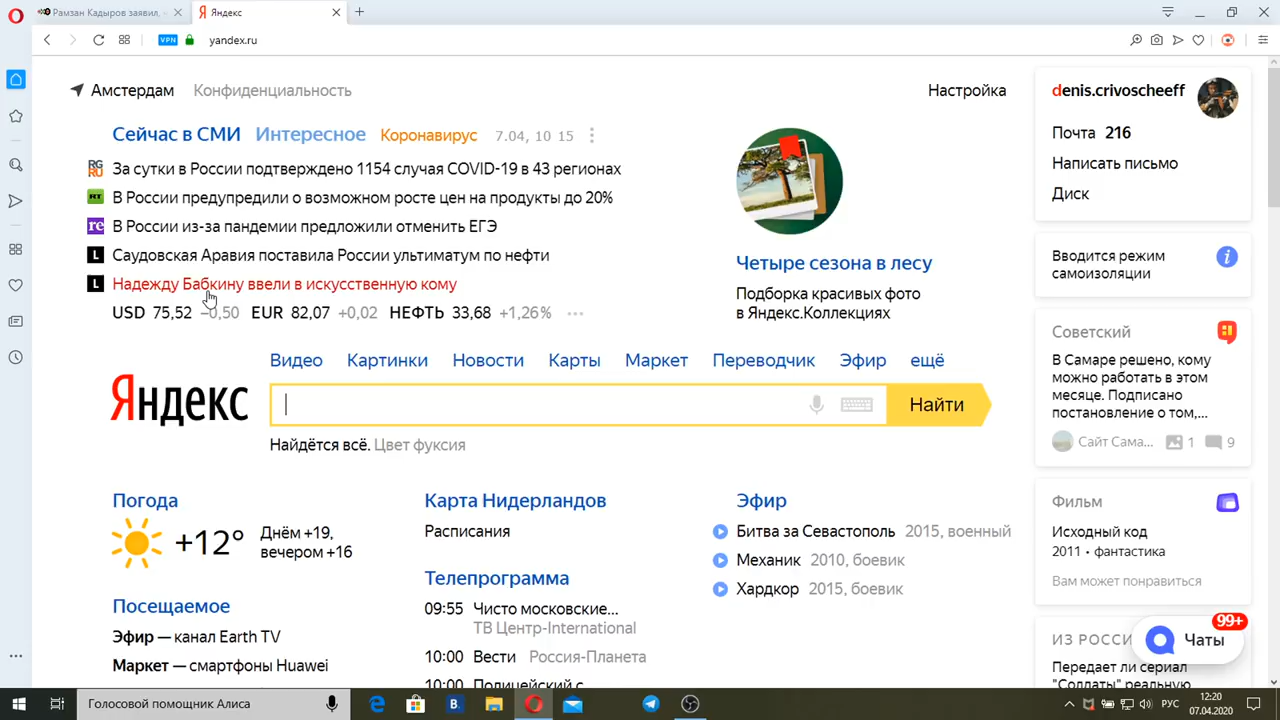 Рамзан Кадыров заявил,
Яндекс
VPN
yandex.ru
Амстердам Конфиденциальность
Настройка
Сейчас в СМИ Интересное Коронавирус 7.04, 10 15
За сутки в России подтверждено 1154 случая COVID-19 в 43 регионах
В России предупредили о возможном росте цен на продукты до 20%
В России из-за пандемии предложили отменить ЕГЭ
Саудовская Аравия поставила России ультиматум по нефти
Надежду Бабкину ввели в искусственную кому
USD 75,52 −0,50 EUR 82,07 +0,02 НЕФТЬ 33,68 +1,26%
Четыре сезона в лесу
Подборка красивых фото
в Яндекс.Коллекциях
denis.crivoscheeff
Почта 216
Написать письмо
Диск
Вводится режим
самоизоляции
Советский
В Самаре решено, кому
можно работать в этом
месяце. Подписано
постановление о том,...
Сайт Сама... 1 9
Видео Картинки Новости Карты Маркет Переводчик Эфир ещё
Яндекс
Найти
Найдётся всё. Цвет фуксия
Погода
+12°
Днём +19,
вечером +16
Посещаемое
Эфир — канал Earth TV
Маркет — смартфоны Huawei
Карта Нидерландов
Расписания
Телепрограмма
09:55 Чисто московские...
ТВ Центр-International
10:00 Вести Россия-Планета
10:00 Полицейский с
Эфир
Битва за Севастополь 2015, военный
Механик 2010, боевик
Хардкор 2015, боевик
Фильм
Исходный код
2011 • фантастика
Вам может понравиться
99+
Чаты
ИЗ РОССИ
Передает ли сериал
"Солдаты" реальную
Голосовой помощник Алиса
РУС
12:20
07.04.2020